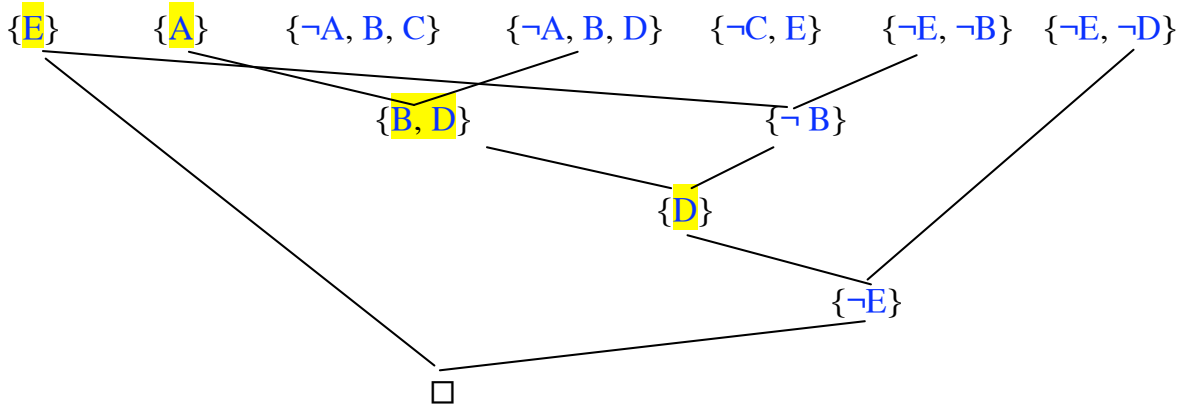 {E} {A} {¬A, B, C} {¬A, B, D} {¬C, E} {¬E, ¬B} {¬E, ¬D}
{B, D} {¬ B}
{D}
{¬E}
□